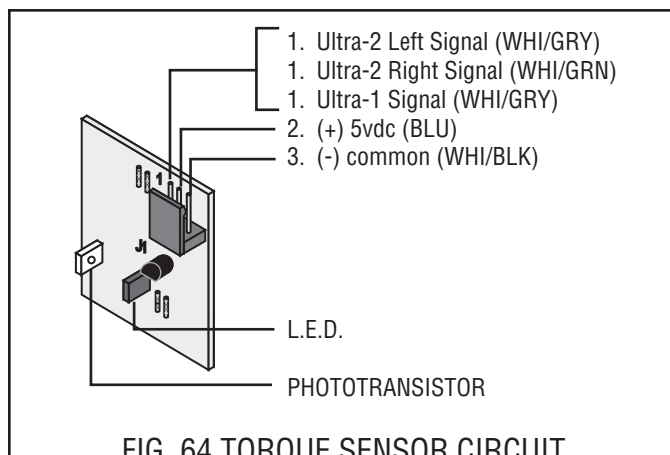 1. Ultra-2 Left Signal (WHI/GRY)
1. Ultra-2 Right Signal (WHI/GRN)
1. Ultra-1 Signal (WHI/GRY)
2. (+) 5vdc (BLU)
3. (-) common (WHI/BLK)
1
J1
L.E.D.
PHOTOTRANSISTOR
FIG. 64 TORQUE SENSOR CIRCUIT